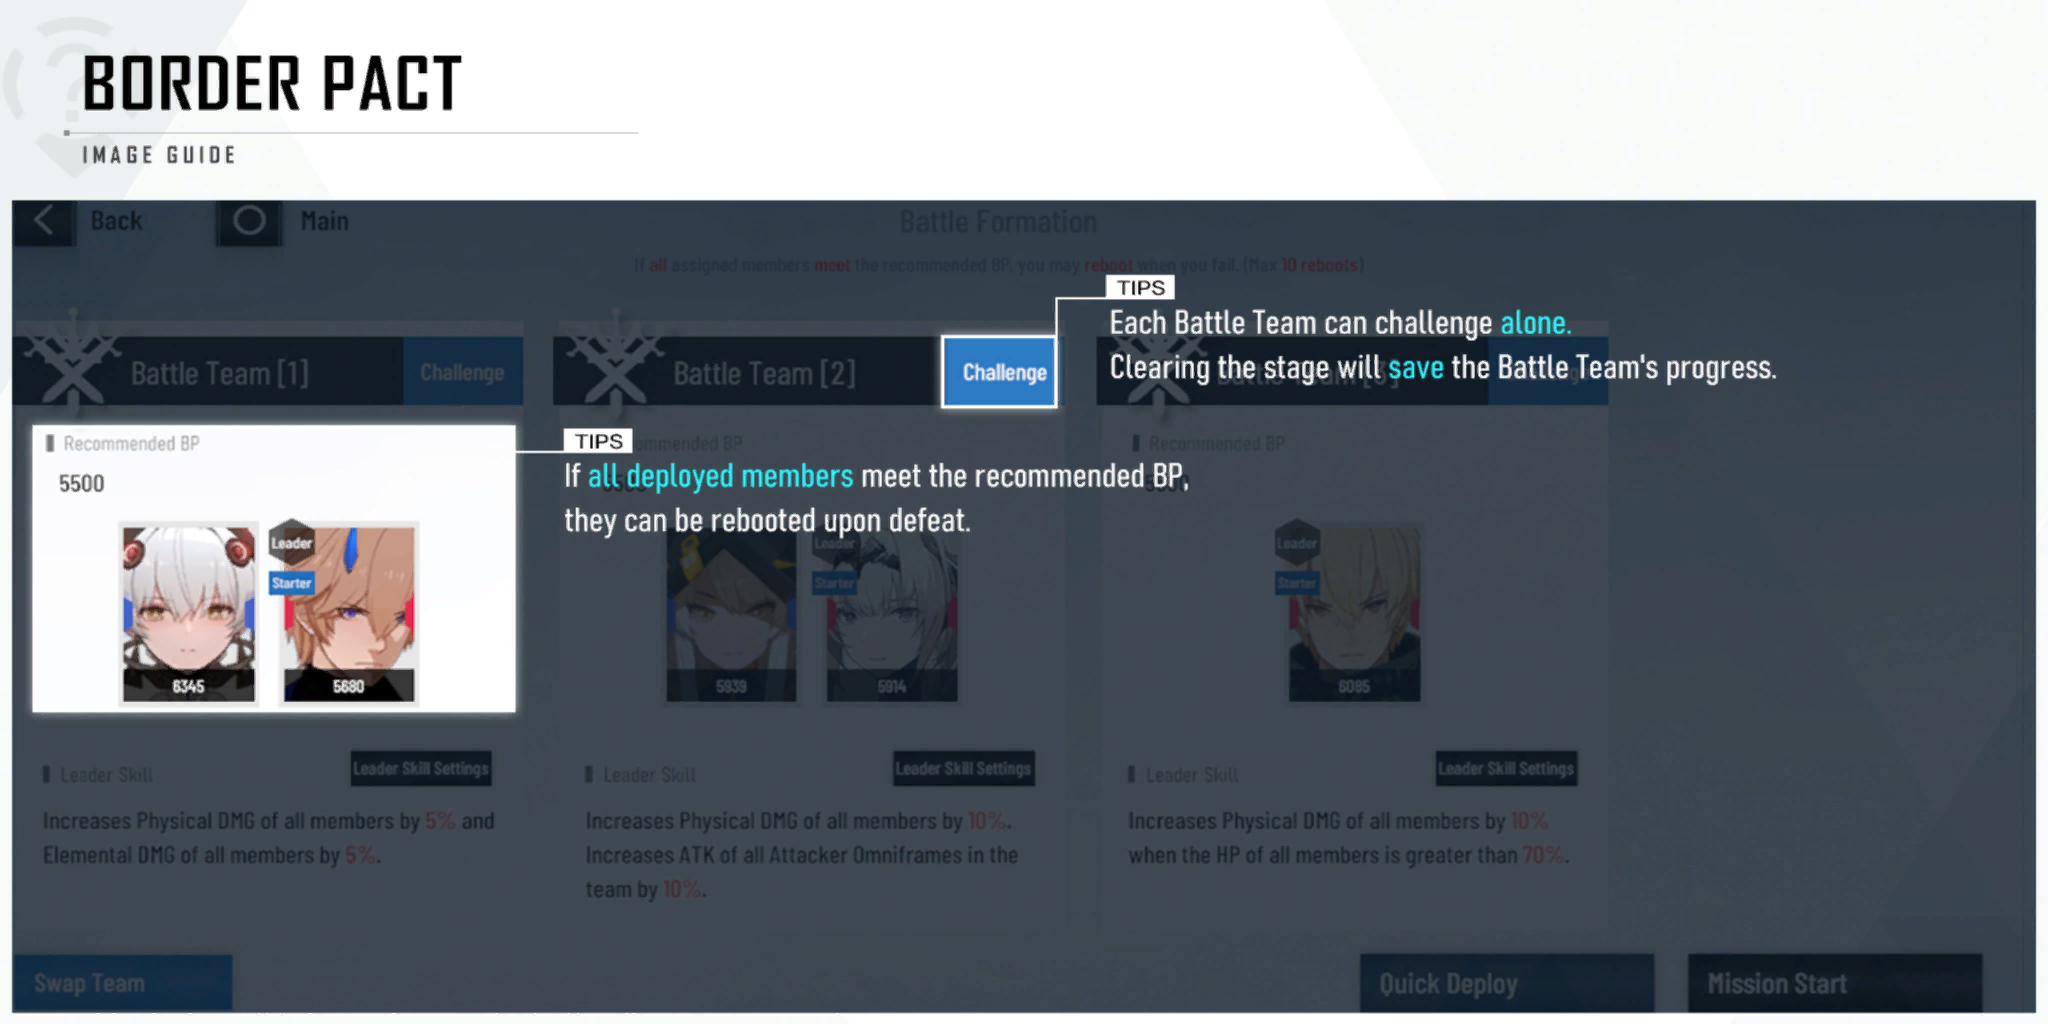 BORDER PACT
IMAGE GUIDE
Back
Main
Battle Formation
If all assigned members meet the recommended BP, you may reboot when you fail. (Max 10 reboots)
TIPS
Each Battle Team can challenge alone.
Clearing the stage will save the Battle Team's progress.
Battle Team [1]
Challenge
Battle Team [2]
Challenge
Recommended BP
5500
TIPS
If all deployed members meet the recommended BP,
they can be rebooted upon defeat.
Recommended BP
Leader
Starter
6345
5680
Leader
Starter
5939
5914
Leader
Starter
6085
Leader Skill
Leader Skill Settings
Increases Physical DMG of all members by 5% and
Elemental DMG of all members by 5%.
Leader Skill
Leader Skill Settings
Increases Physical DMG of all members by 10%.
Increases ATK of all Attacker Omniframes in the
team by 10%.
Leader Skill
Leader Skill Settings
Increases Physical DMG of all members by 10%
when the HP of all members is greater than 70%.
Swap Team
Quick Deploy
Mission Start